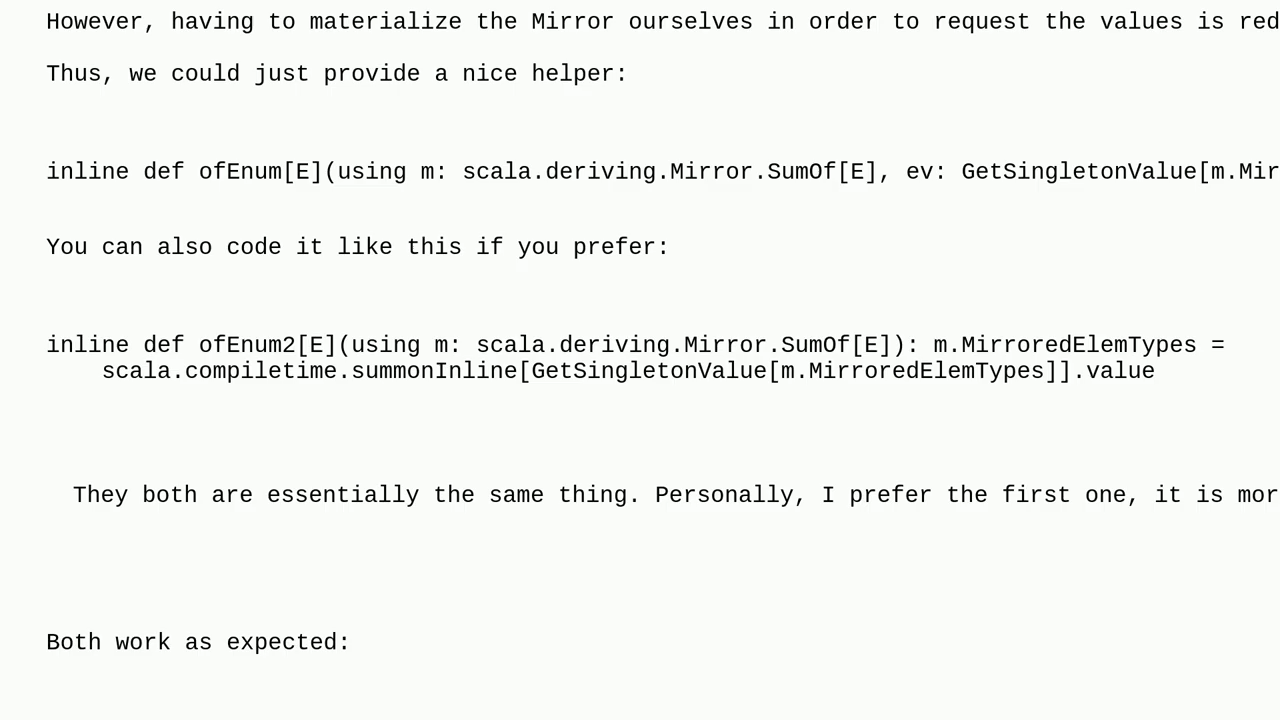 However, having to materialize the Mirror ourselves in order to request the values is
Thus, we could just provide a nice helper:
inline def ofEnum[E](using m: scala.deriving.Mirror.SumOf[E], ev: GetSingletonValue[m.Mir
You can also code it like this if you prefer:
inline def ofEnum2[E](using m: scala.deriving.Mirror.SumOf[E]): m.MirroredElemTypes =
scala.compiletime.summonInline[GetSingletonValue[m.MirroredElemTypes]].value
They both are essentially the same thing. Personally, I prefer the first one, it is
Both work as expected: